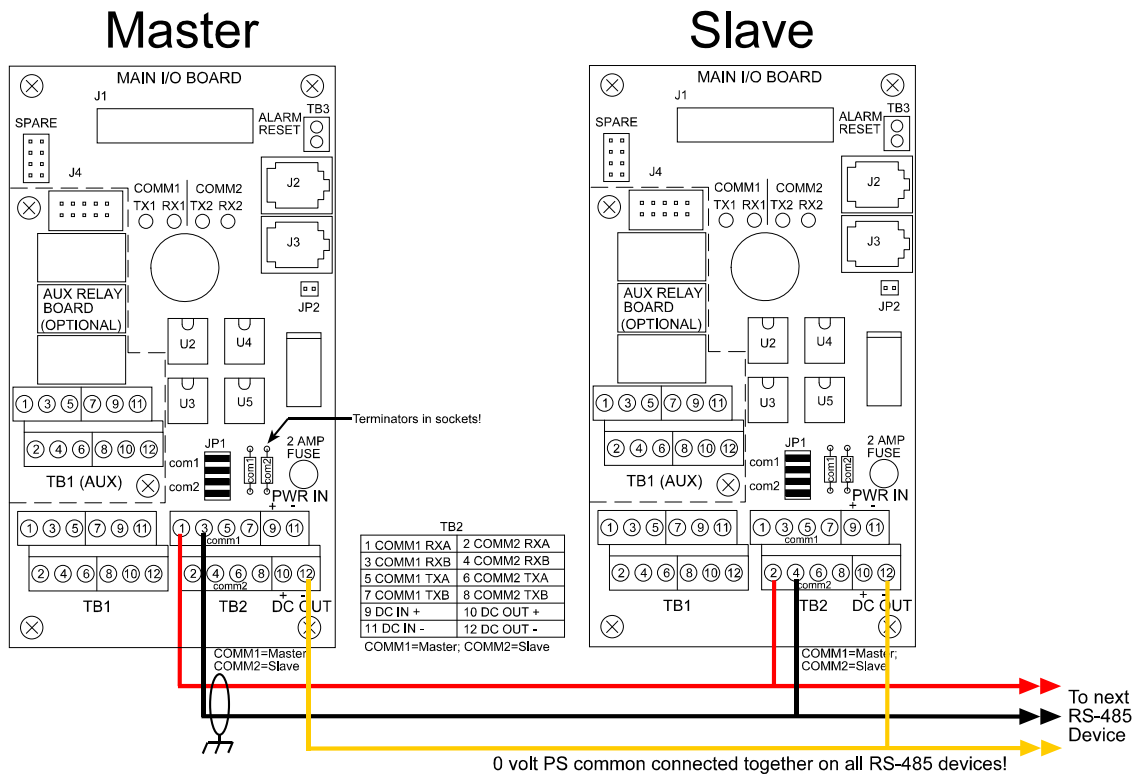 Master
MAIN I/O BOARD
J1
ALARM
RESET
TB3
SPARE
J4
COMM1
COMM2
TX1 RX1 TX2 RX2
J2
J3
JP2
AUX RELAY
BOARD
(OPTIONAL)
U2
U4
U3
U5
1 3 5 7 9 11
2 4 6 8 10 12
TB1 (AUX)
JP1
com1
com2
com1
com2
2 AMP
FUSE
PWR IN
+ -
Terminators in sockets!
1 3 5 7 9 11
1 3 5 7 9 11
comm1
2 4 6 8 10 12
2 4 6 8 10 12
comm2
TB1
TB2
+ -
DC OUT
COMM1=Master;
COMM2=Slave
TB2
1 COMM1 RXA 2 COMM2 RXA
3 COMM1 RXB 4 COMM2 RXB
5 COMM1 TXA 6 COMM2 TXA
7 COMM1 TXB 8 COMM2 TXB
9 DC IN + 10 DC OUT +
11 DC IN - 12 DC OUT -
COMM1=Master; COMM2=Slave
Slave
MAIN I/O BOARD
J1
ALARM
RESET
TB3
SPARE
J4
COMM1
COMM2
TX1 RX1 TX2 RX2
J2
J3
JP2
AUX RELAY
BOARD
(OPTIONAL)
U2
U4
U3
U5
1 3 5 7 9 11
2 4 6 8 10 12
TB1 (AUX)
JP1
com1
com2
com1
com2
2 AMP
FUSE
PWR IN
+ -
1 3 5 7 9 11
1 3 5 7 9 11
comm1
2 4 6 8 10 12
2 4 6 8 10 12
comm2
TB1
TB2
+ -
DC OUT
COMM1=Master;
COMM2=Slave
To next
RS-485
Device
0 volt PS common connected together on all RS-485 devices!